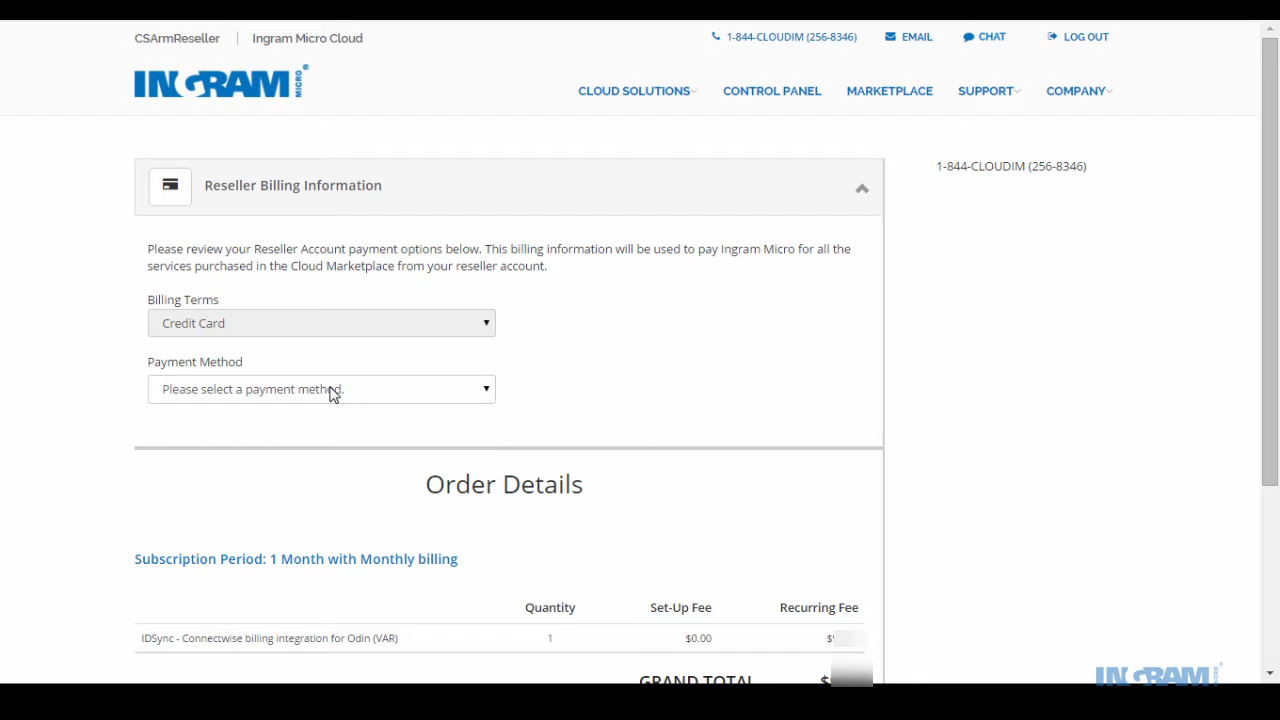 CSArmReseller
Ingram Micro Cloud
1-844-CLOUDIM (256-8346)
EMAIL
CHAT
LOG OUT
INGRAM MICRO®
CLOUD SOLUTIONS
CONTROL PANEL
MARKETPLACE
SUPPORT
COMPANY
1-844-CLOUDIM (256-8346)
Reseller Billing Information
Please review your Reseller Account payment options below. This billing information will be used to pay Ingram Micro for all the
services purchased in the Cloud Marketplace from your reseller account.
Billing Terms
Credit Card
Payment Method
Please select a payment method.
Order Details
Subscription Period: 1 Month with Monthly billing
Quantity Set-Up Fee Recurring Fee
IDSync - Connectwise billing integration for Odin (VAR) 1 $0.00 $
GRAND TOTAL $
INGRAM